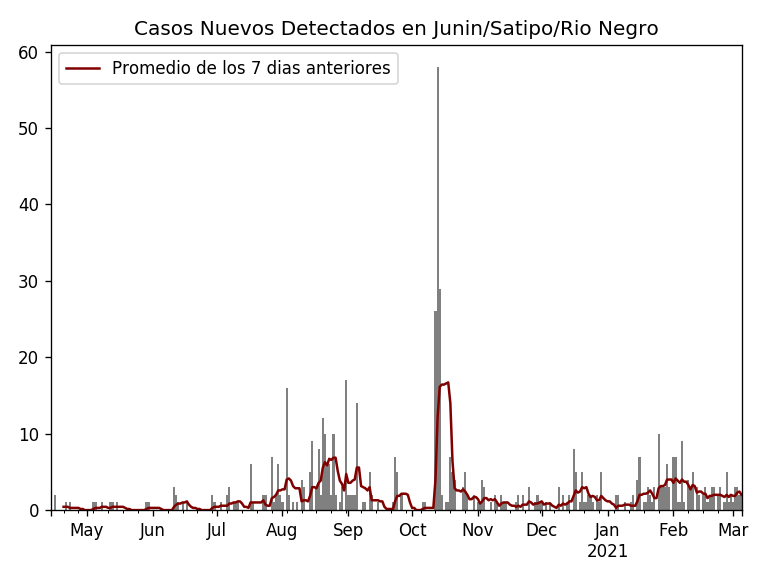 Casos Nuevos Detectados en Junin/Satipo/Rio Negro
Promedio de los 7 dias anteriores
60
50
40
30
20
10
0
May Jun Jul Aug Sep Oct Nov Dec Jan Feb Mar
2021